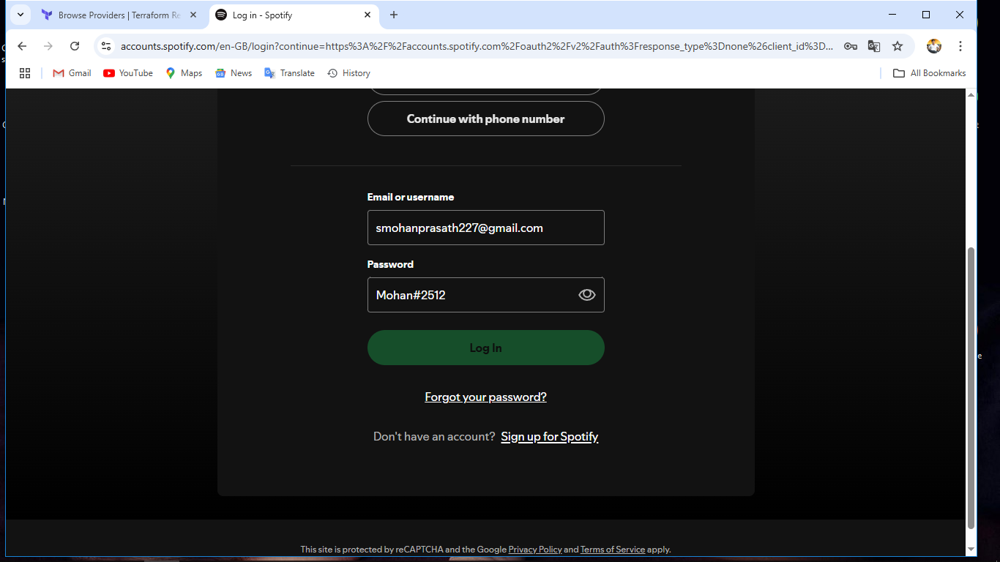 Browse Providers | Terraform Re
Log in - Spotify
accounts.spotify.com/en-GB/login?continue=https%3A%2F%2Faccounts.spotify.com%2Foauth2%2Fv2%2Fauth%3Fresponse_type%3Dnone%26client_id%3D...
Gmail YouTube Maps News Translate History All Bookmarks
Continue with phone number
Email or username
smohanprasath227@gmail.com
Password
Mohan#2512
Log In
Forgot your password?
Don't have an account? Sign up for Spotify
This site is protected by reCAPTCHA and the Google Privacy Policy and Terms of Service apply.